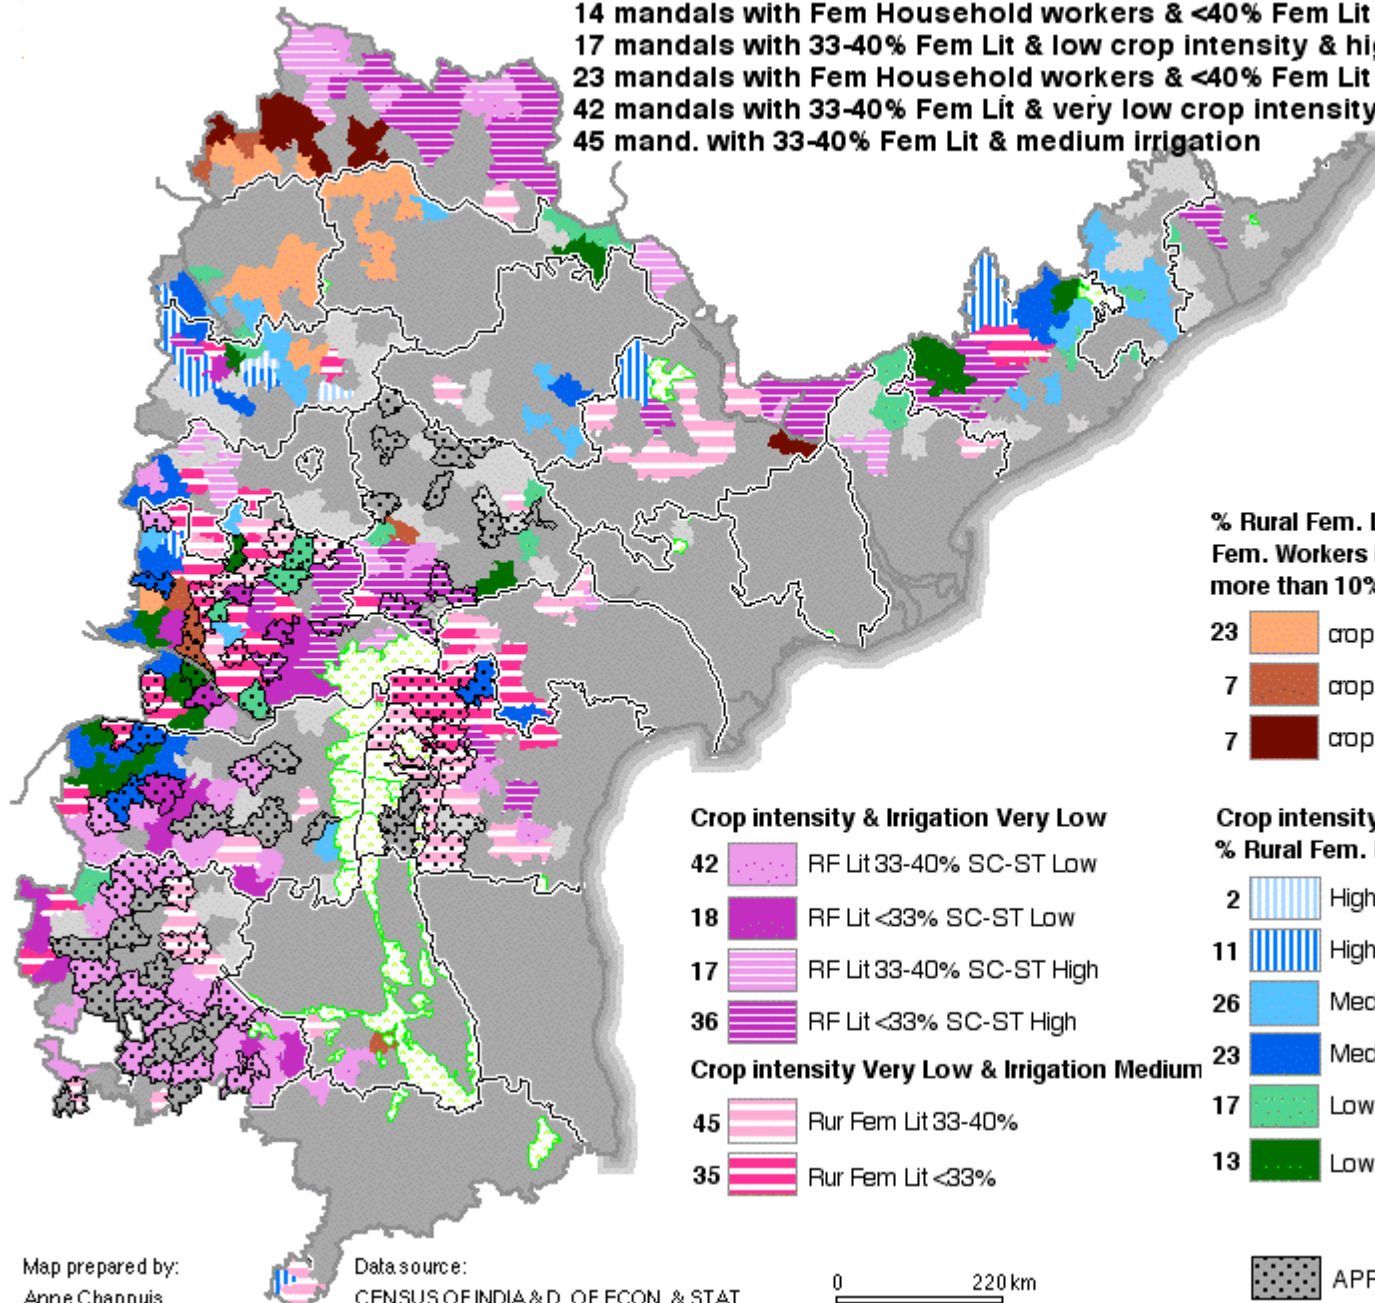 14 mandals with Fem Household workers & <40% Fem Lit
17 mandals with 33-40% Fem Lit & low crop intensity & hig
23 mandals with Fem Household workers & <40% Fem Lit
42 mandals with 33-40% Fem Lit & very low crop intensity
45 mand. with 33-40% Fem Lit & medium irrigation
% Rural Fem. L
Fem. Workers i
more than 10%
23 crop
7 crop
7 crop
Crop intensity & Irrigation Very Low
42 RF Lit 33-40% SC-ST Low
18 RF Lit <33% SC-ST Low
17 RF Lit 33-40% SC-ST High
36 RF Lit <33% SC-ST High
Crop intensity Very Low & Irrigation Medium
45 Rur Fem Lit 33-40%
35 Rur Fem Lit <33%
Crop intensity
% Rural Fem.
2 High
11 High
26 Med
23 Med
17 Low
13 Low
Map prepared by:
Anne Chappuis
Data source:
CENSUS OF INDIA & D. OF ECON. & STAT
0 220 km
APP